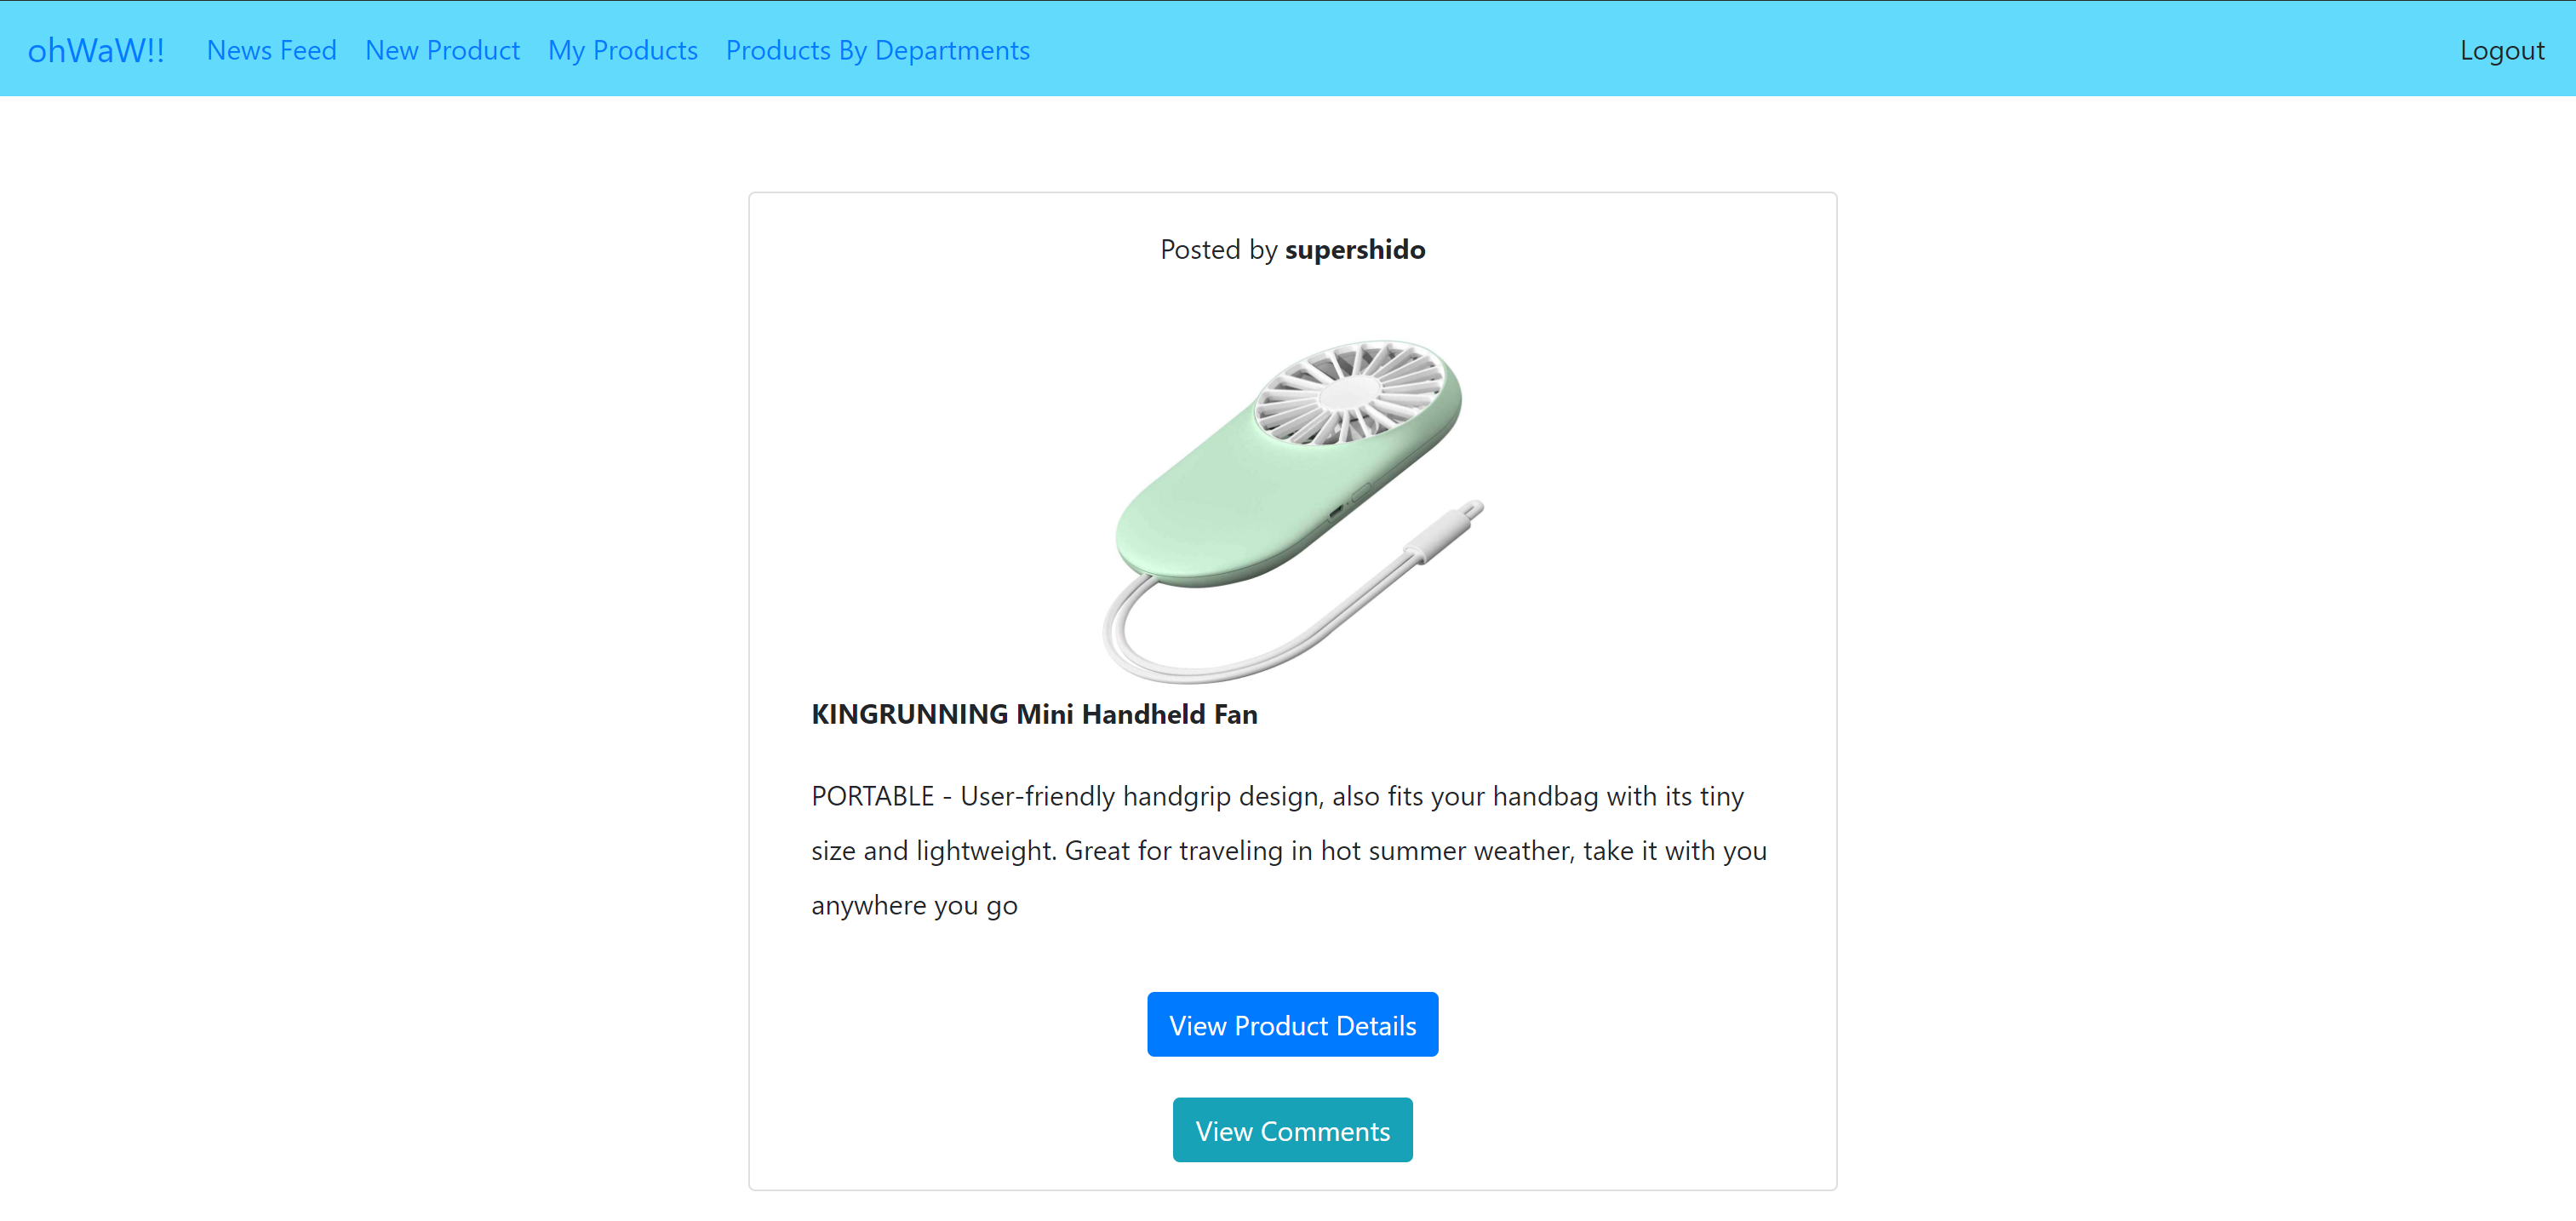 ohWaW!! News Feed New Product My Products Products By Departments Logout
Posted by supershido
KINGRUNNING Mini Handheld Fan
PORTABLE - User-friendly handgrip design, also fits your handbag with its tiny
size and lightweight. Great for traveling in hot summer weather, take it with you
anywhere you go
View Product Details
View Comments